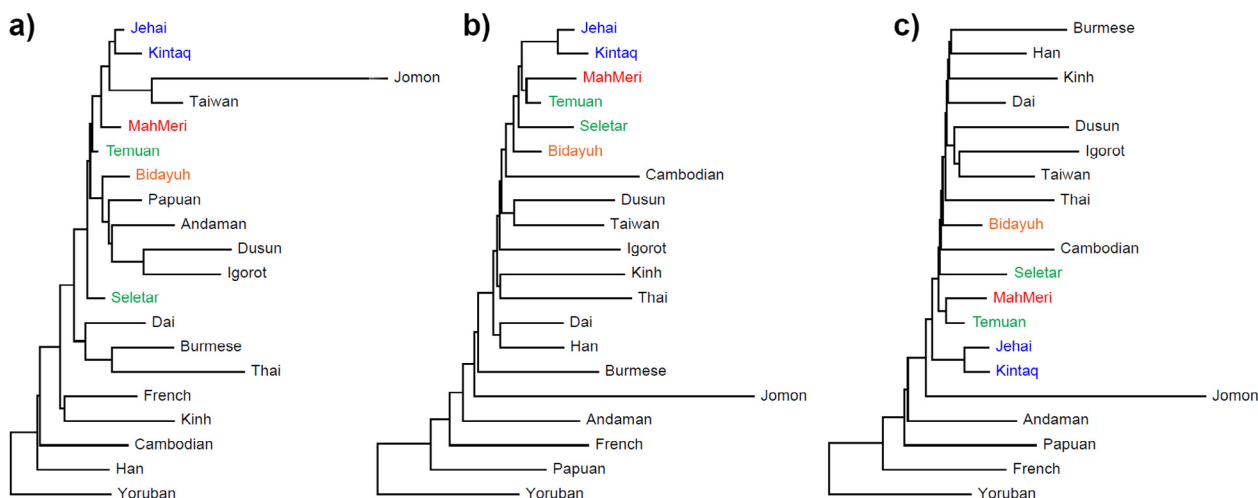 a)
Jehai
Kintaq
Jomon
Taiwan
MahMeri
Temuan
Bidayuh
Papuan
Andaman
Dusun
Igorot
Seletar
Dai
Burmese
Thai
French
Kinh
Cambodian
Han
Yoruban
b)
Jehai
Kintaq
MahMeri
Temuan
Seletar
Bidayuh
Cambodian
Dusun
Taiwan
Igorot
Kinh
Thai
Dai
Han
Burmese
Jomon
Andaman
French
Papuan
Yoruban
c)
Burmese
Han
Kinh
Dai
Dusun
Igorot
Taiwan
Thai
Bidayuh
Cambodian
Seletar
MahMeri
Temuan
Jehai
Kintaq
Jomon
Andaman
Papuan
French
Yoruban